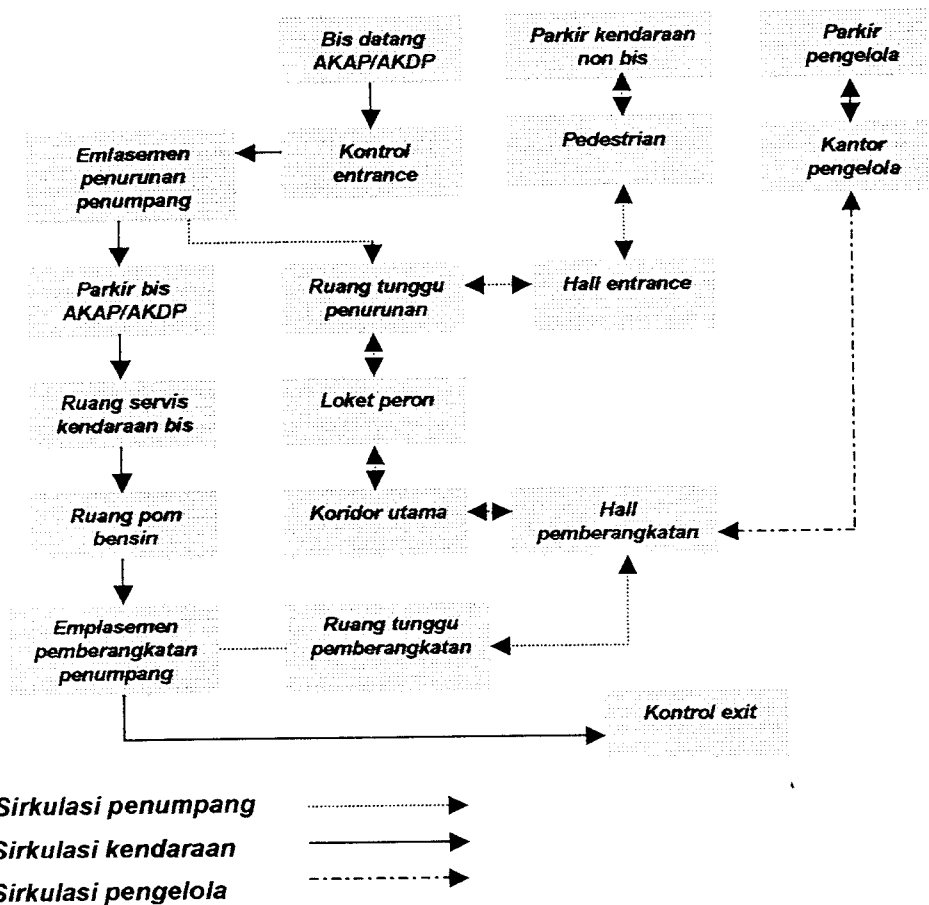 Bis datang
AKAP/AKDP
Parkir kendaraan
non bis
Parkir
pengelola
Emlasemen
penurunan
penumpang
Kontrol
entrance
Pedestrian
Kantor
pengelola
Parkir bis
AKAP/AKDP
Ruang tunggu
penurunan
Hall entrance
Ruang servis
kendaraan bis
Loket peron
Ruang pom
bensin
Koridor utama
Hall
pemberangkatan
Emplasemen
pemberangkatan
penumpang
Ruang tunggu
pemberangkatan
Kontrol exit
Sirkulasi penumpang
Sirkulasi kendaraan
Sirkulasi pengelola